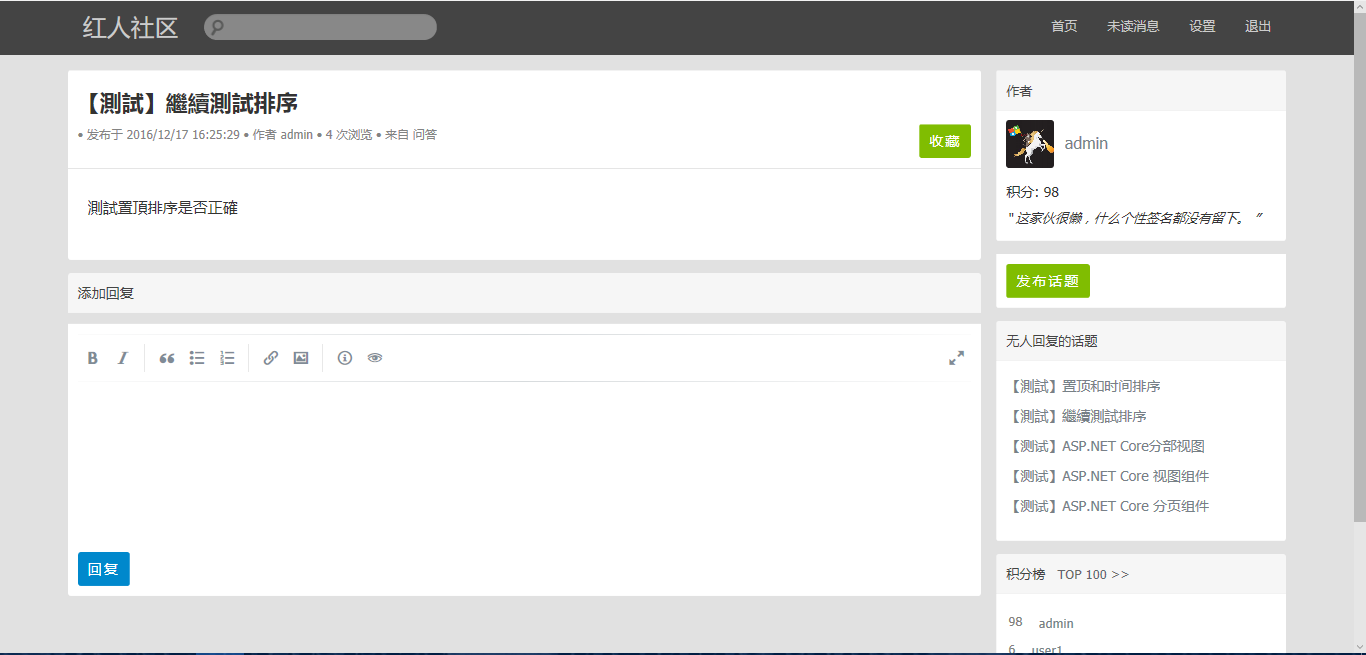 红人社区
首页 未读消息 设置 退出
【測試】繼續測試排序
• 发布于 2016/12/17 16:25:29 • 作者 admin • 4 次浏览 • 来自 问答
收藏
測試置頂排序是否正確
添加回复
B I
回复
作者
admin
积分: 98
"这家伙很懒，什么个性签名都没有留下。 "
发布话题
无人回复的话题
【測試】置顶和时间排序
【測試】繼續測試排序
【测试】ASP.NET Core分部视图
【测试】ASP.NET Core 视图组件
【测试】ASP.NET Core 分页组件
积分榜 TOP 100 >>
98 admin
6 user1